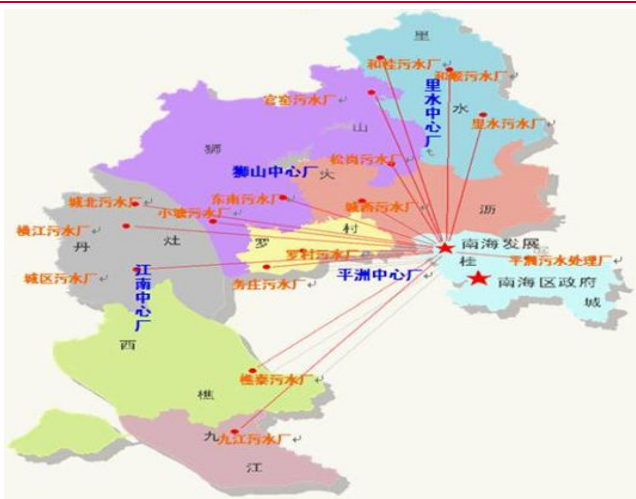 里
和桂污水厂
和顺污水厂
里水中心厂
官窑污水厂
水
里水污水厂
山
狮
松岗污水厂
狮山中心厂
大
城北污水厂
东南污水厂
城西污水厂
沥
小塘污水厂
横江污水厂
丹
灶
罗
村
南海发展
罗村污水厂
桂
平洲污水处理厂
城区污水厂
江南中心厂
务庄污水厂
平洲中心厂
南海区政府
城
西
樵泰污水厂
樵
九
九江污水厂
江